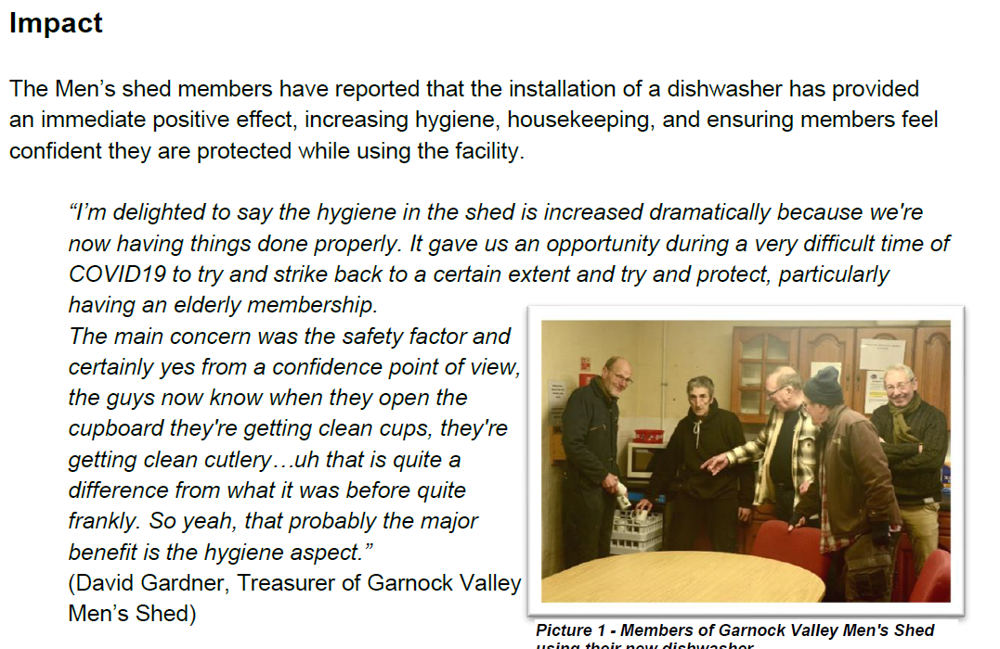 Impact
The Men’s shed members have reported that the installation of a dishwasher has provided
an immediate positive effect, increasing hygiene, housekeeping, and ensuring members feel
confident they are protected while using the facility.
“I’m delighted to say the hygiene in the shed is increased dramatically because we're
now having things done properly. It gave us an opportunity during a very difficult time of
COVID19 to try and strike back to a certain extent and try and protect, particularly
having an elderly membership.
The main concern was the safety factor and
certainly yes from a confidence point of view,
the guys now know when they open the
cupboard they're getting clean cups, they're
getting clean cutlery…uh that is quite a
difference from what it was before quite
frankly. So yeah, that probably the major
benefit is the hygiene aspect.”
(David Gardner, Treasurer of Garnock Valley
Men’s Shed)
Picture 1 - Members of Garnock Valley Men's Shed
using their new dishwasher